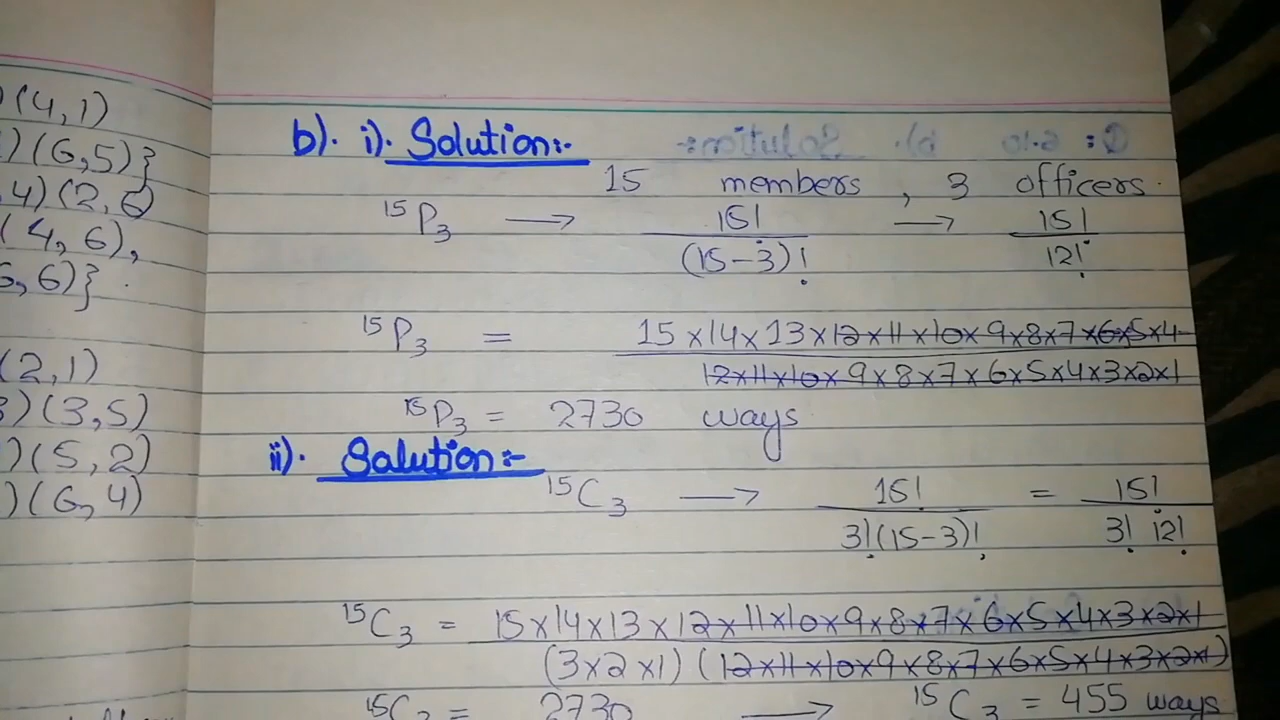 (4,1)
)(6,5)}
4)(2,6)
(4,6),
5,6)}.
(2,1)
3)(3,5)
)(5,2)
)(6,4)
b). i). Solution:-
15 members, 3 officers.
¹⁵P₃ → 15!/(15-3)! → 15!/12!
¹⁵P₃ = 15×14×13×12×11×10×9×8×7×6×5×4
12×11×10×9×8×7×6×5×4×3×2×1
¹⁵P₃ = 2730 ways
ii). Salution:-
¹⁵C₃ → 15!/3!(15-3)! = 15!/3! 12!
¹⁵C₃ = 15×14×13×12×11×10×9×8×7×6×5×4×3×2×1
(3×2×1)(12×11×10×9×8×7×6×5×4×3×2×1)
¹⁵C₃ = 2730 → ¹⁵C₃ = 455 ways